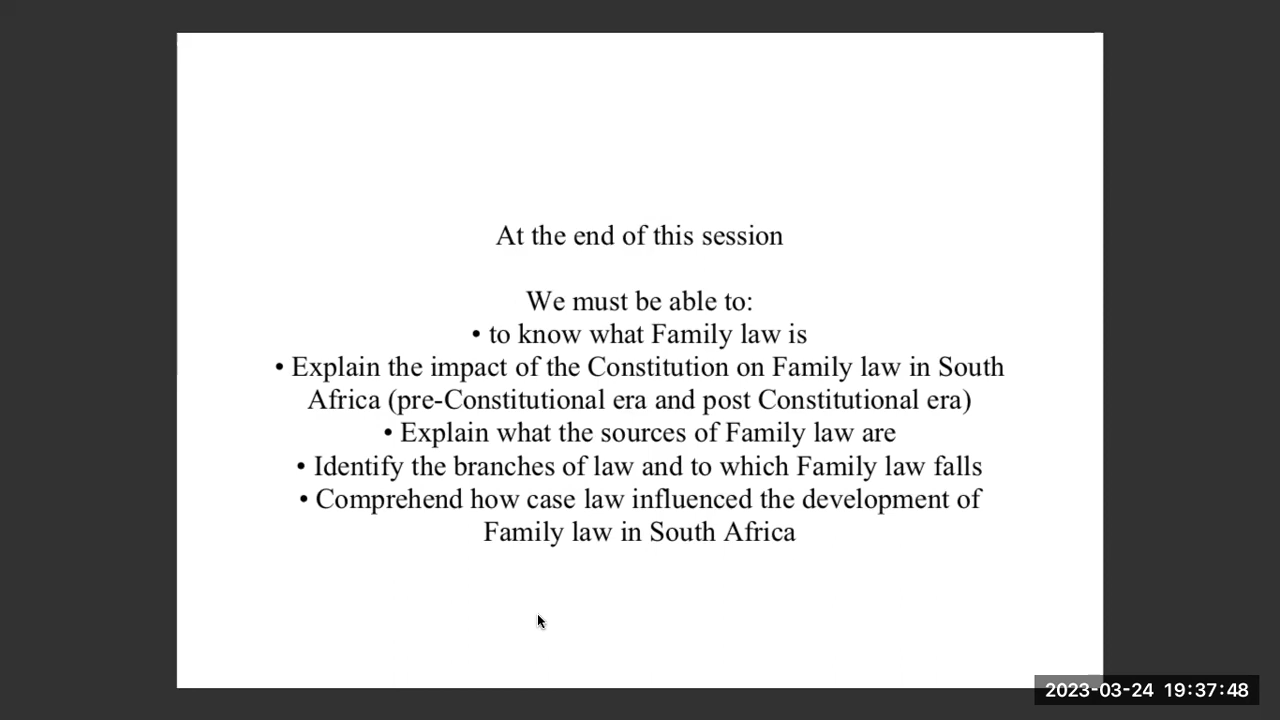 At the end of this session
We must be able to:
• to know what Family law is
• Explain the impact of the Constitution on Family law in South
Africa (pre-Constitutional era and post Constitutional era)
• Explain what the sources of Family law are
• Identify the branches of law and to which Family law falls
• Comprehend how case law influenced the development of
Family law in South Africa
2023-03-24 19:37:48